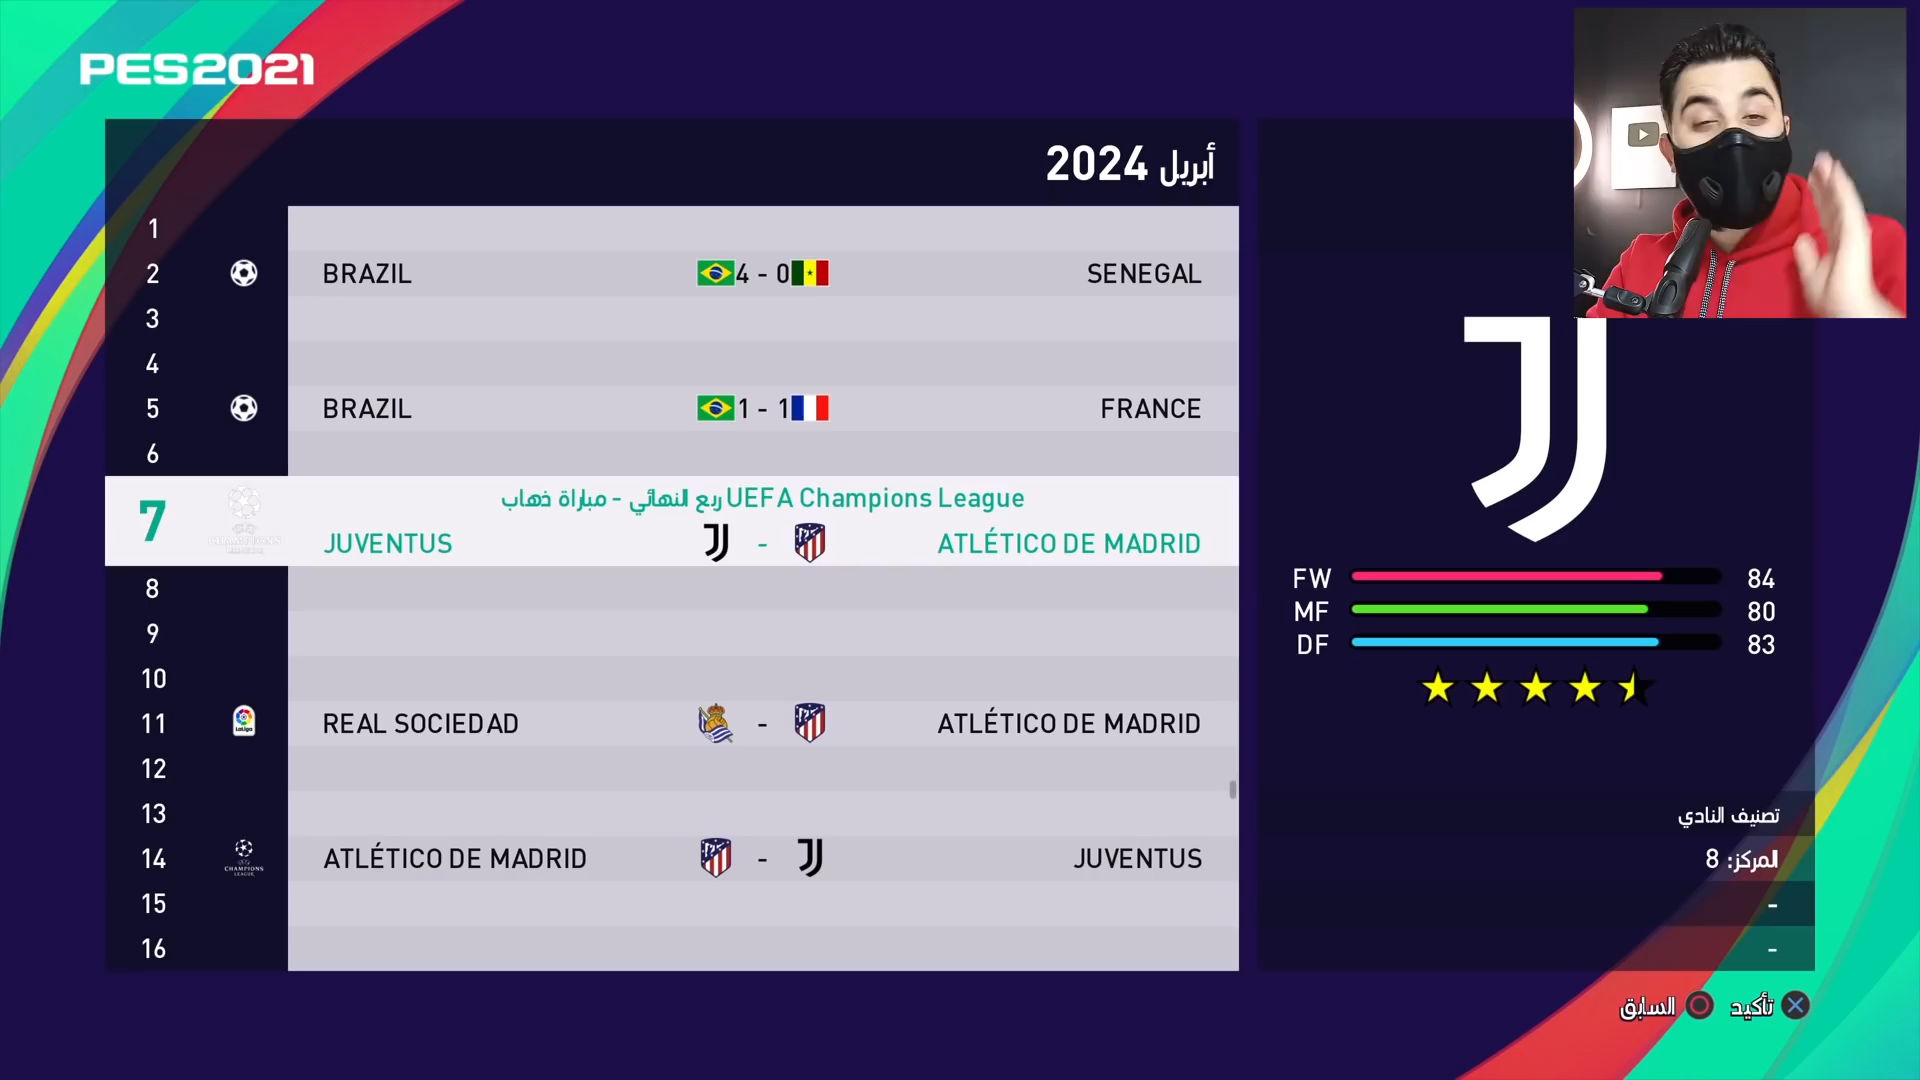 PES2021
أبريل 2024
1
2 BRAZIL 4 - 0 SENEGAL
3
4
5 BRAZIL 1 - 1 FRANCE
6
7 UEFA Champions League ربع النهائي - مباراة ذهاب
JUVENTUS - ATLÉTICO DE MADRID
8
9
10
11 REAL SOCIEDAD - ATLÉTICO DE MADRID
12
13
14 CHAMPIONS LEAGUE ATLÉTICO DE MADRID - JUVENTUS
15
16
FW 84
MF 80
DF 83
تصنيف النادي
المركز: 8
-
-
السابق تأكيد